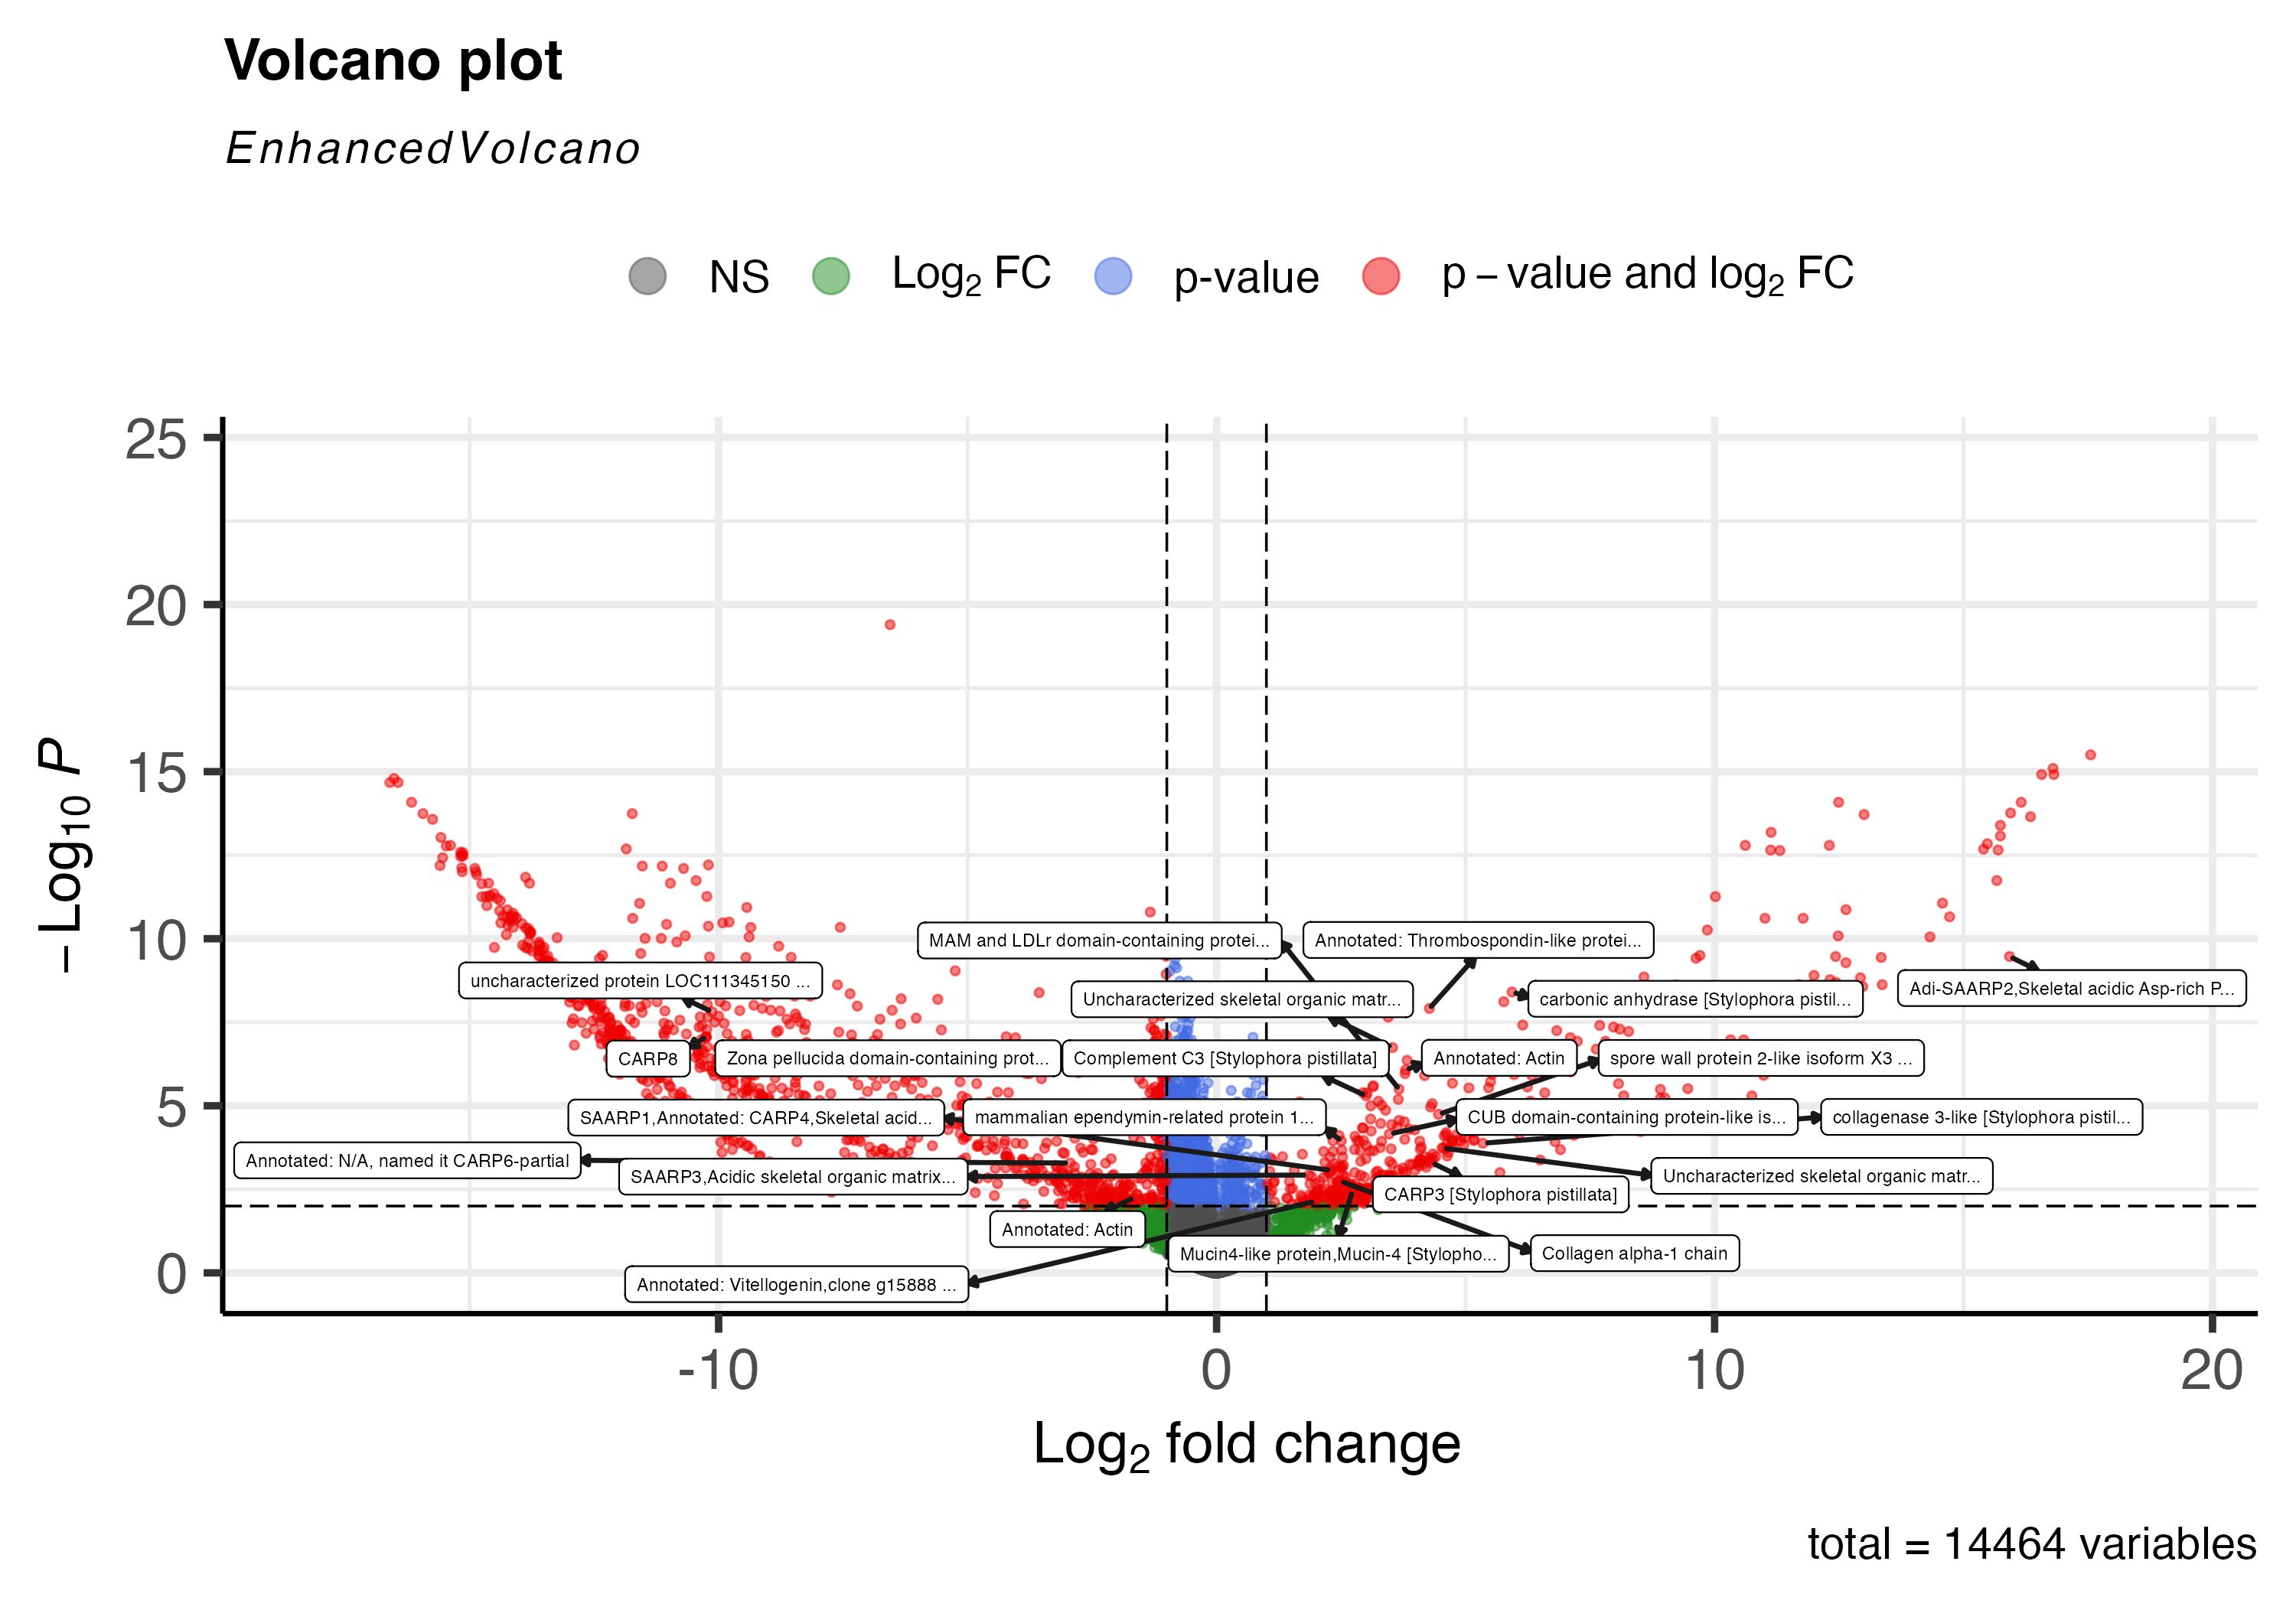 Volcano plot
EnhancedVolcano
NS Log2 FC p-value p − value and log2 FC
25
20
15
10
5
0
−Log10 P
MAM and LDLr domain-containing protei...
Annotated: Thrombospondin-like protei...
uncharacterized protein LOC111345150 ...
Uncharacterized skeletal organic matr...
carbonic anhydrase [Stylophora pistil...
Adi-SAARP2,Skeletal acidic Asp-rich P...
CARP8
Zona pellucida domain-containing prot...
Complement C3 [Stylophora pistillata]
Annotated: Actin
spore wall protein 2-like isoform X3 ...
SAARP1,Annotated: CARP4,Skeletal acid...
mammalian ependymin-related protein 1...
CUB domain-containing protein-like is...
collagenase 3-like [Stylophora pistil...
Annotated: N/A, named it CARP6-partial
SAARP3,Acidic skeletal organic matrix...
Uncharacterized skeletal organic matr...
CARP3 [Stylophora pistillata]
Annotated: Actin
Mucin4-like protein,Mucin-4 [Stylopho...
Collagen alpha-1 chain
Annotated: Vitellogenin,clone g15888 ...
-10 0 10 20
Log2 fold change
total = 14464 variables